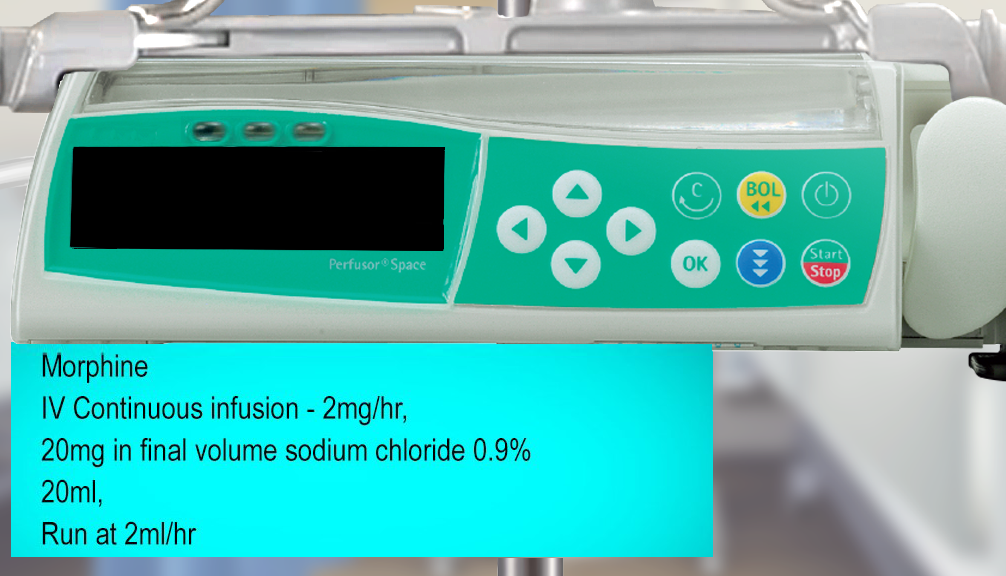 C
BOL
Perfusor®Space
OK
Start
Stop
Morphine
IV Continuous infusion - 2mg/hr,
20mg in final volume sodium chloride 0.9%
20ml,
Run at 2ml/hr